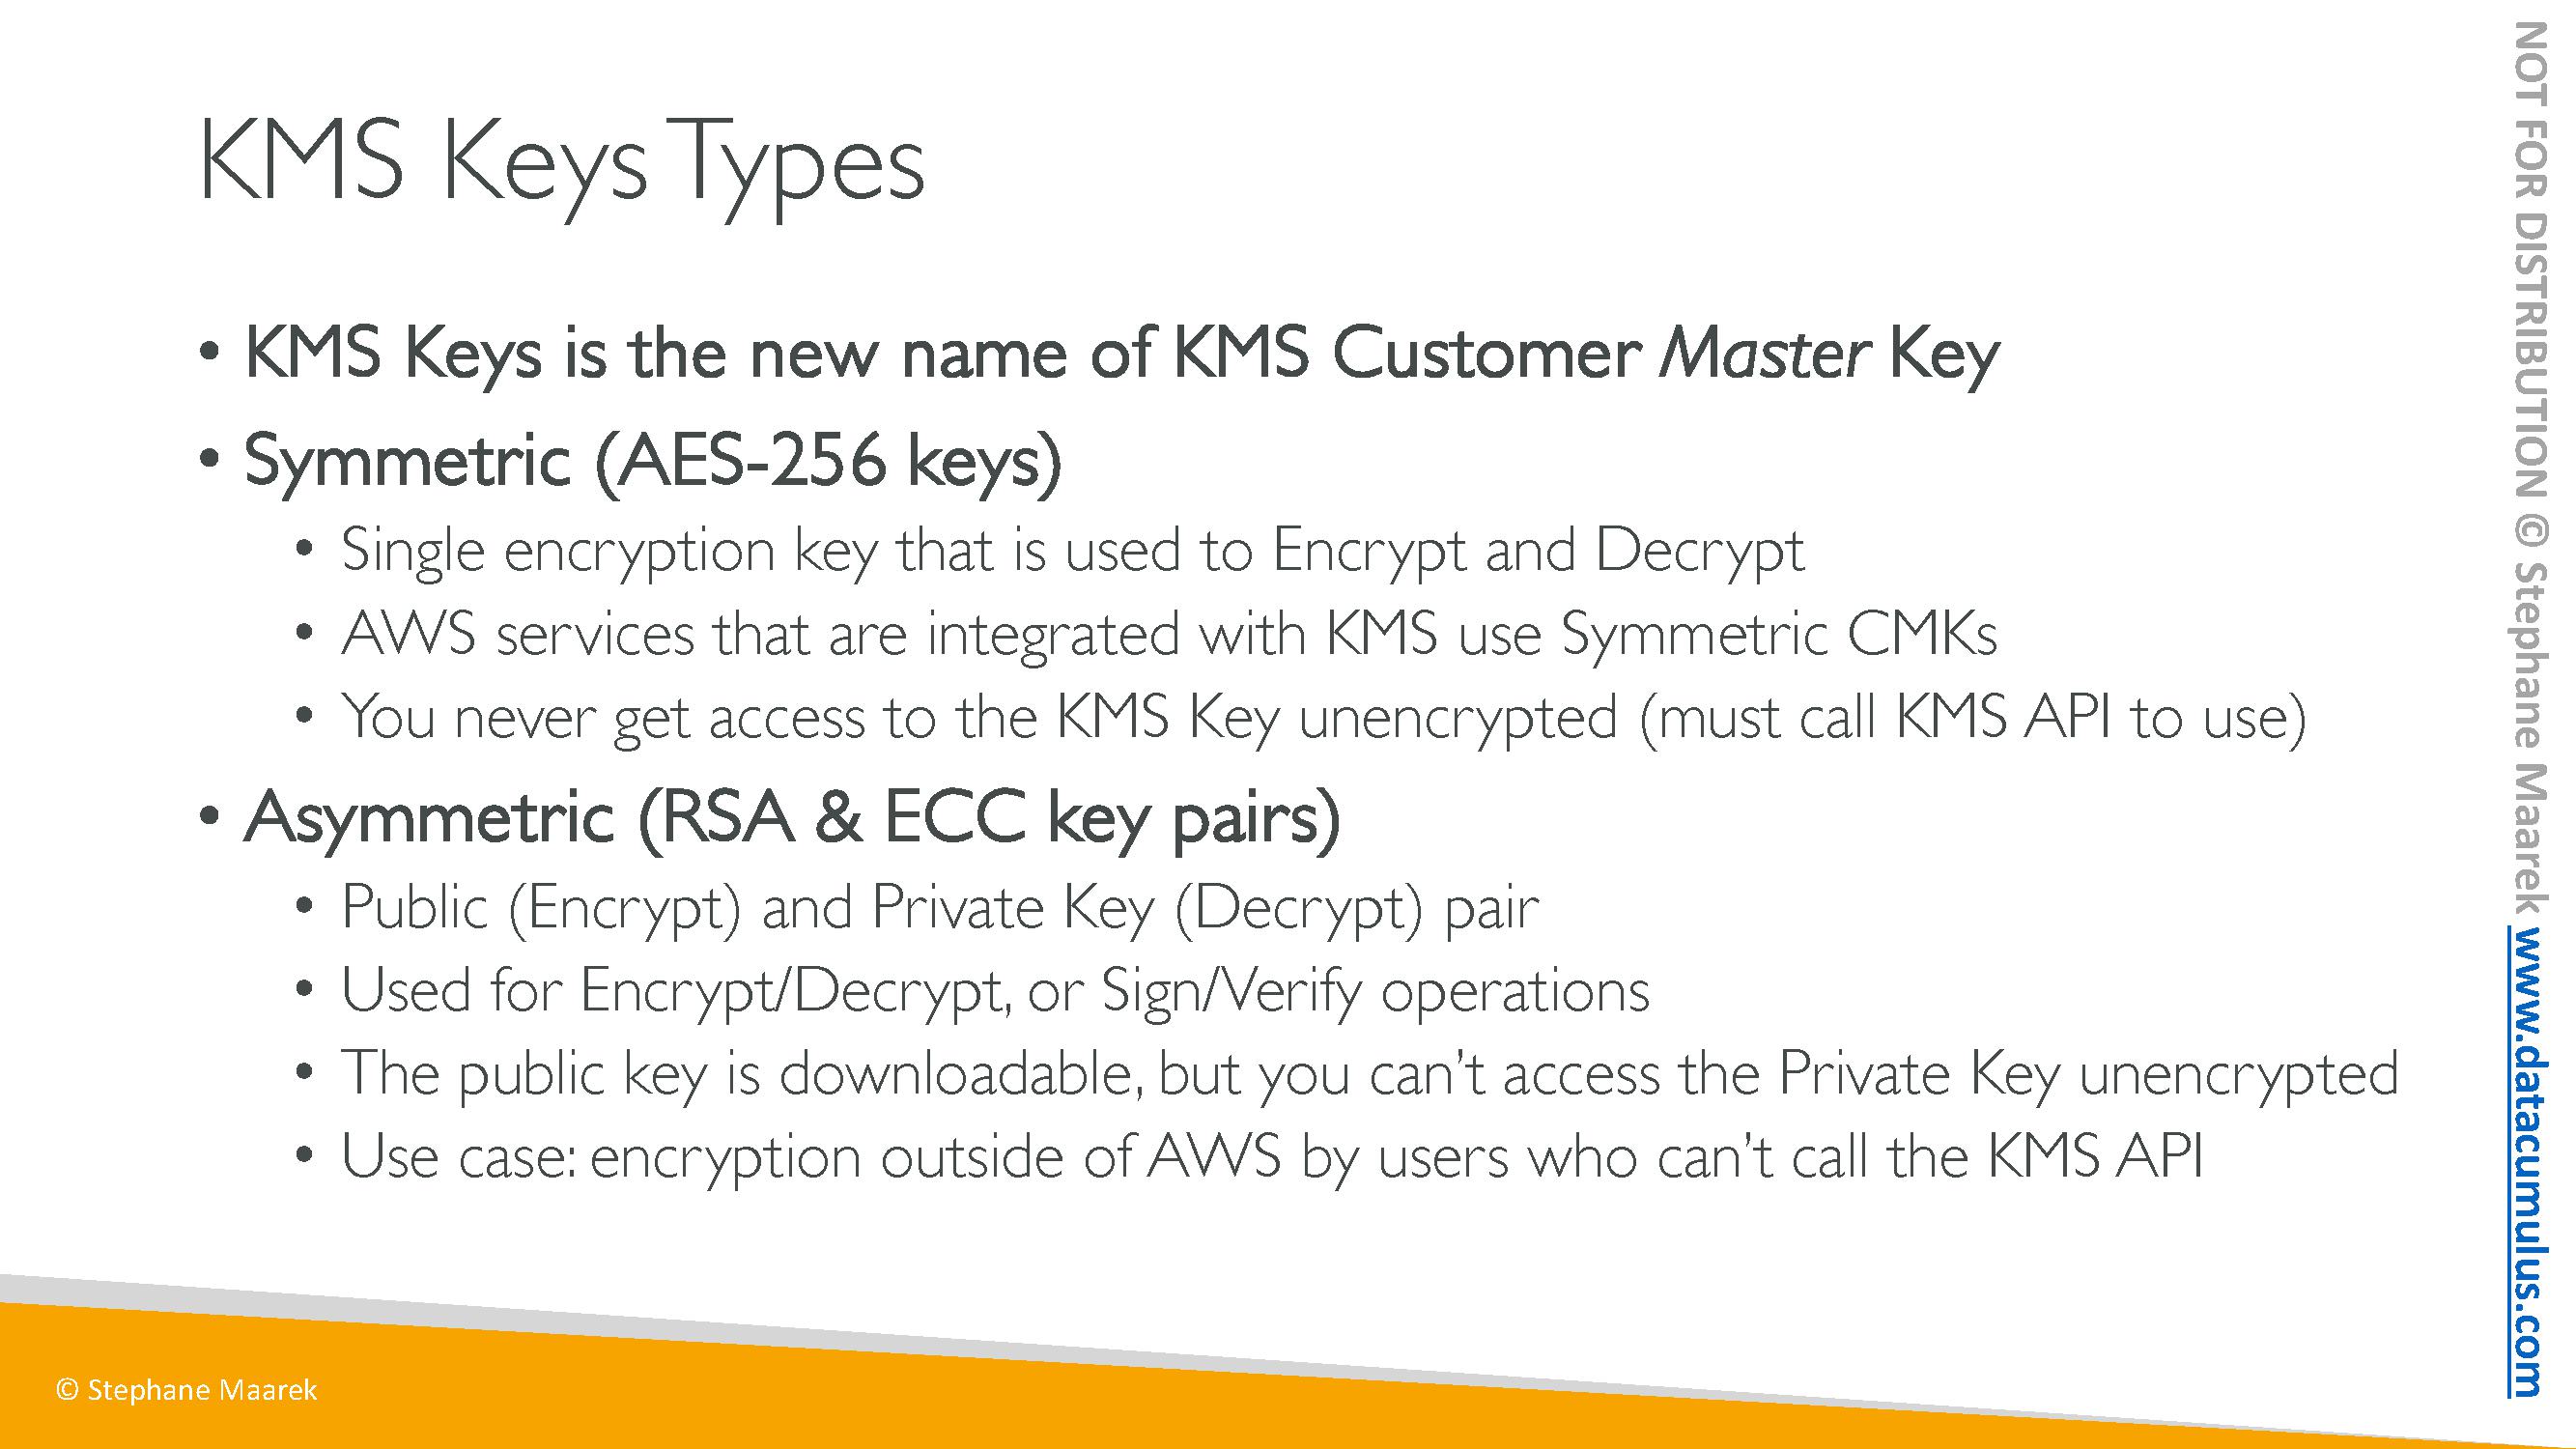 KMS Keys Types
• KMS Keys is the new name of KMS Customer Master Key
• Symmetric (AES-256 keys)
• Single encryption key that is used to Encrypt and Decrypt
• AWS services that are integrated with KMS use Symmetric CMKs
• You never get access to the KMS Key unencrypted (must call KMS API to use)
• Asymmetric (RSA & ECC key pairs)
• Public (Encrypt) and Private Key (Decrypt) pair
• Used for Encrypt/Decrypt, or Sign/Verify operations
• The public key is downloadable, but you can’t access the Private Key unencrypted
• Use case: encryption outside of AWS by users who can’t call the KMS API
© Stephane Maarek
NOT FOR DISTRIBUTION © Stephane Maarek www.datacumulus.com